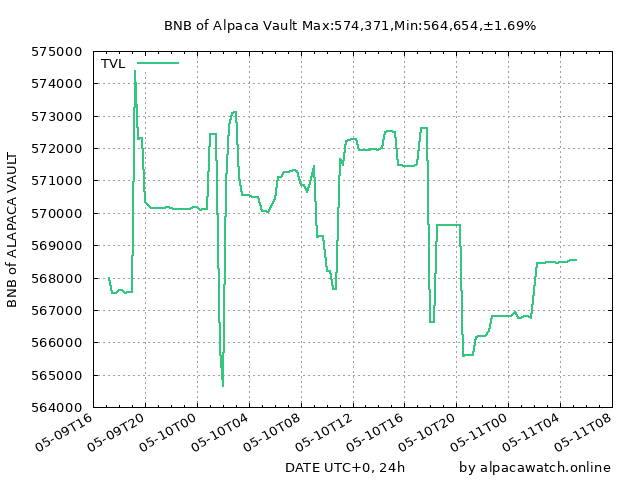 BNB of Alpaca Vault Max:574,371,Min:564,654,±1.69%
TVL
BNB of ALAPACA VAULT
575000
574000
573000
572000
571000
570000
569000
568000
567000
566000
565000
564000
05-09T16
05-09T20
05-10T00
05-10T04
05-10T08
05-10T12
05-10T16
05-10T20
05-11T00
05-11T04
05-11T08
DATE UTC+0, 24h
by alpacawatch.online